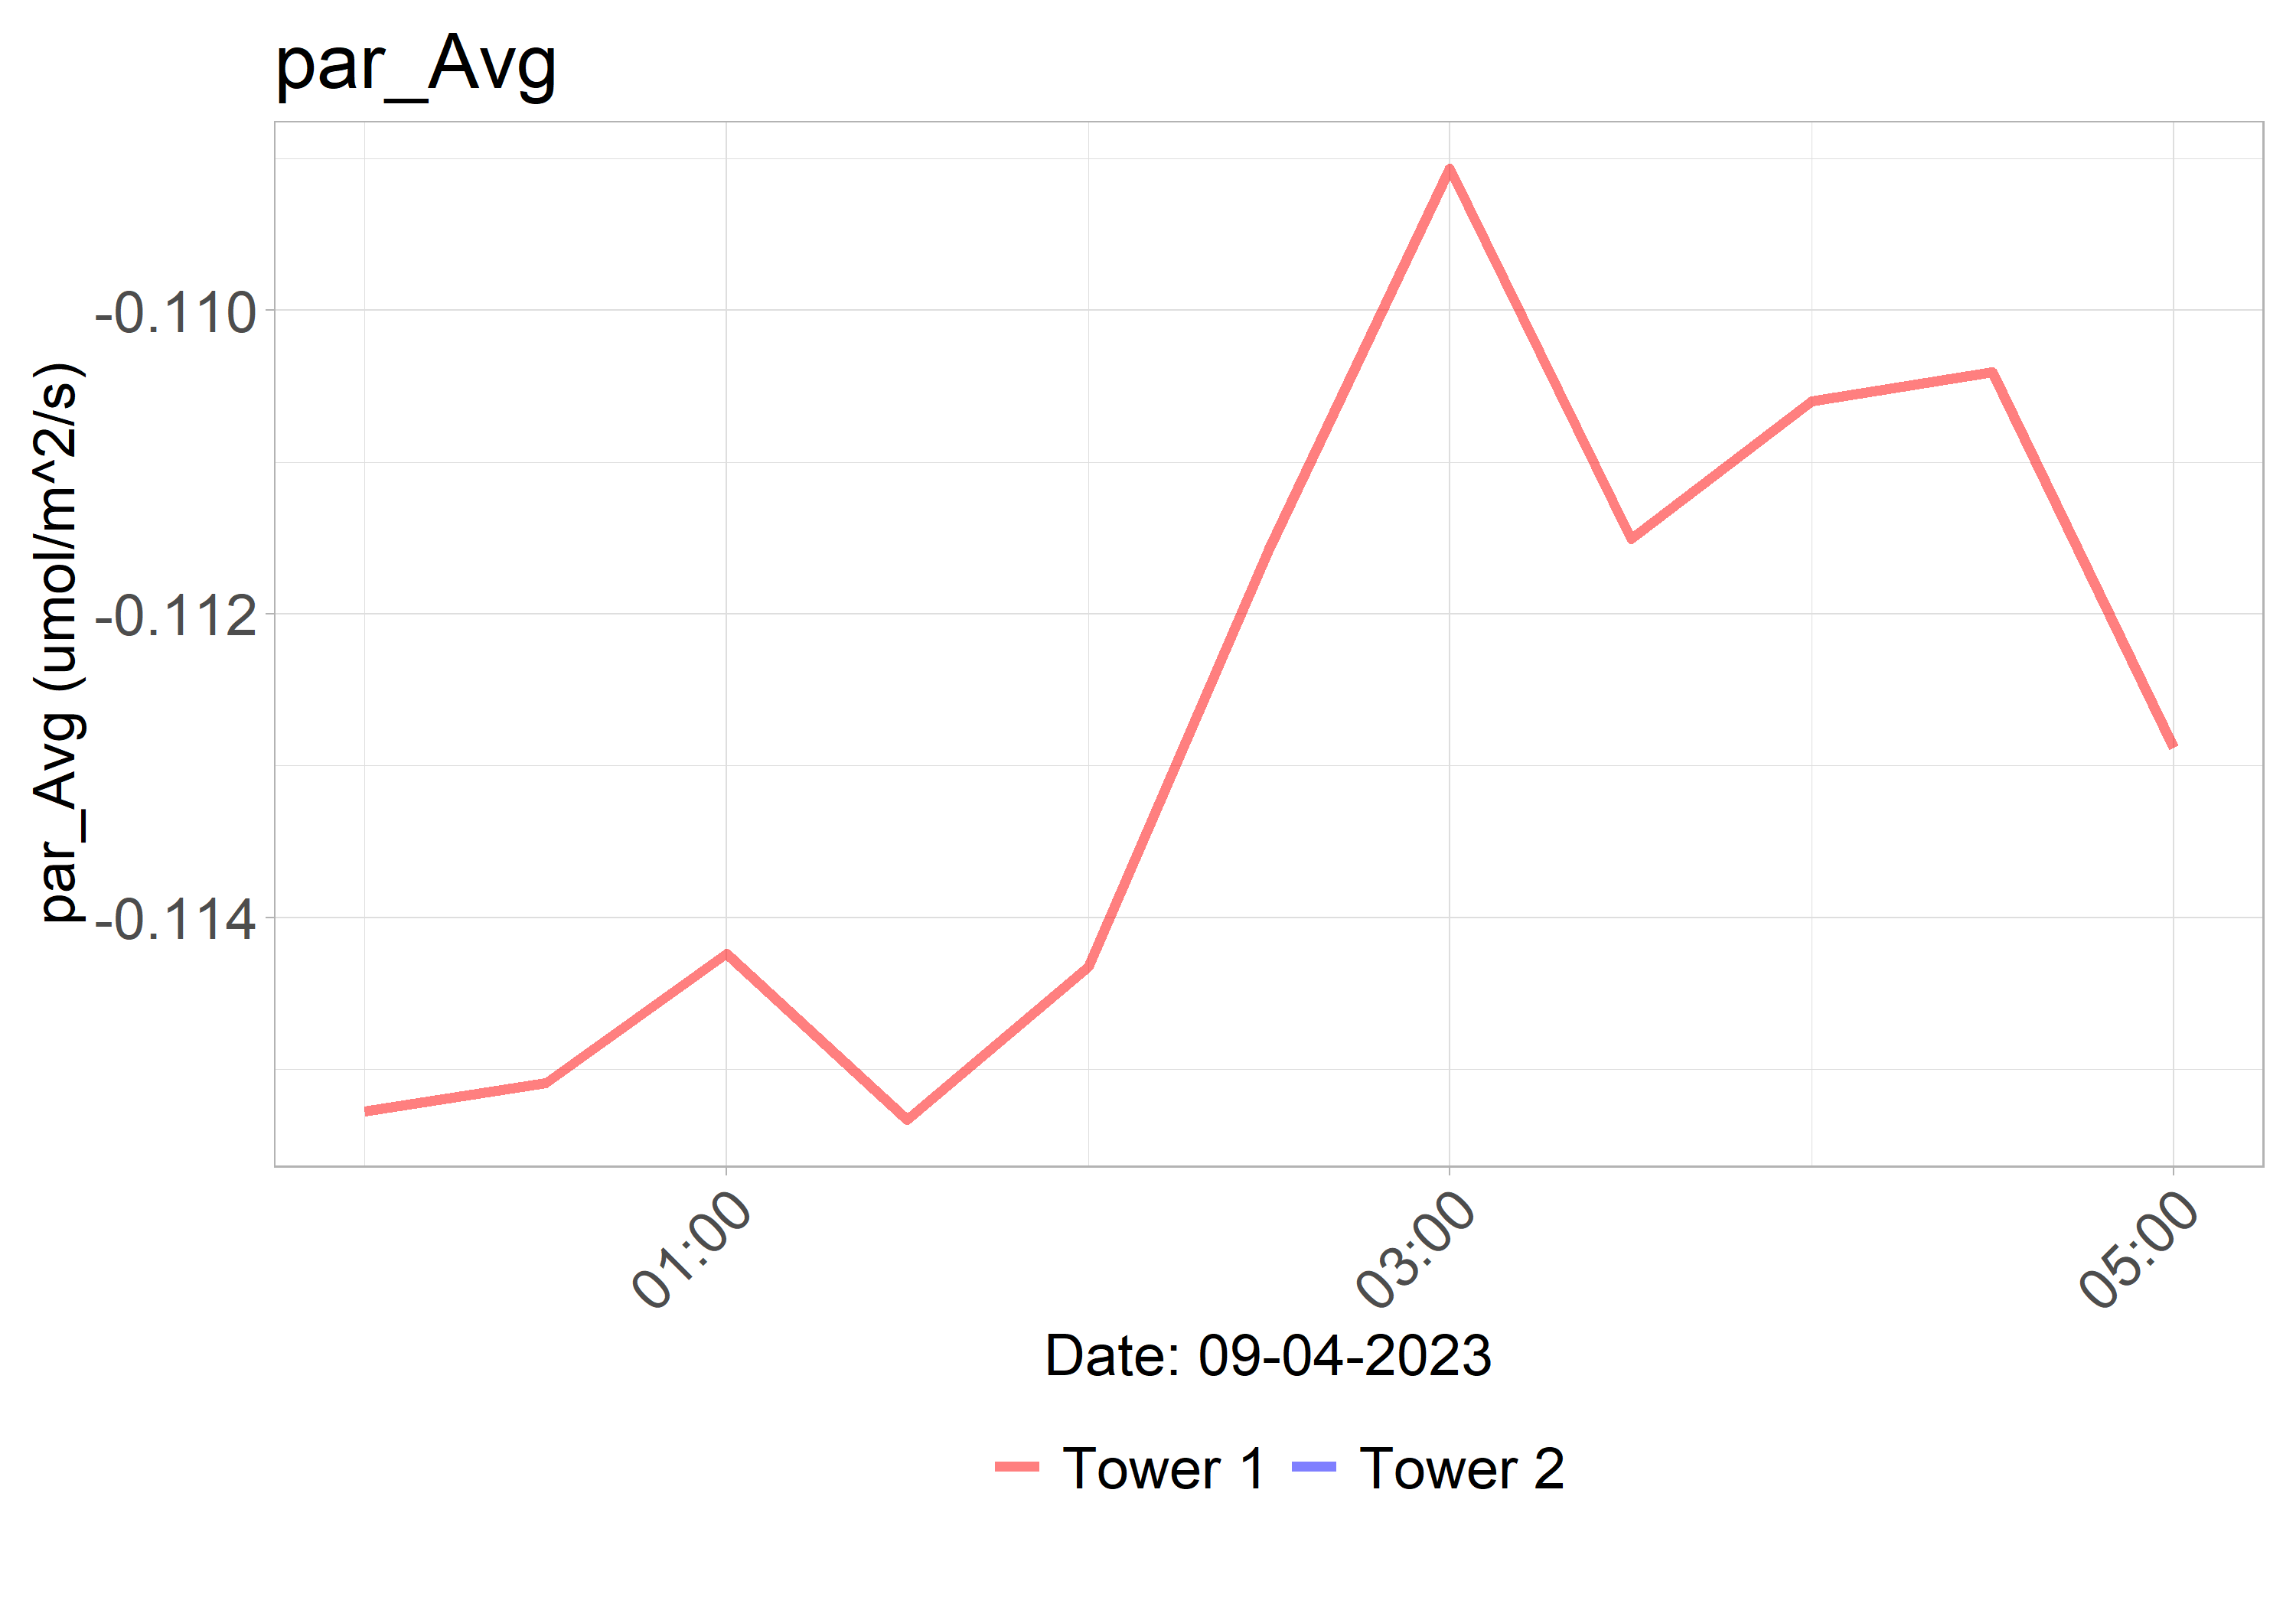 par_Avg
par_Avg (umol/m^2/s)
-0.110
-0.112
-0.114
01:00
03:00
05:00
Date: 09-04-2023
Tower 1
Tower 2